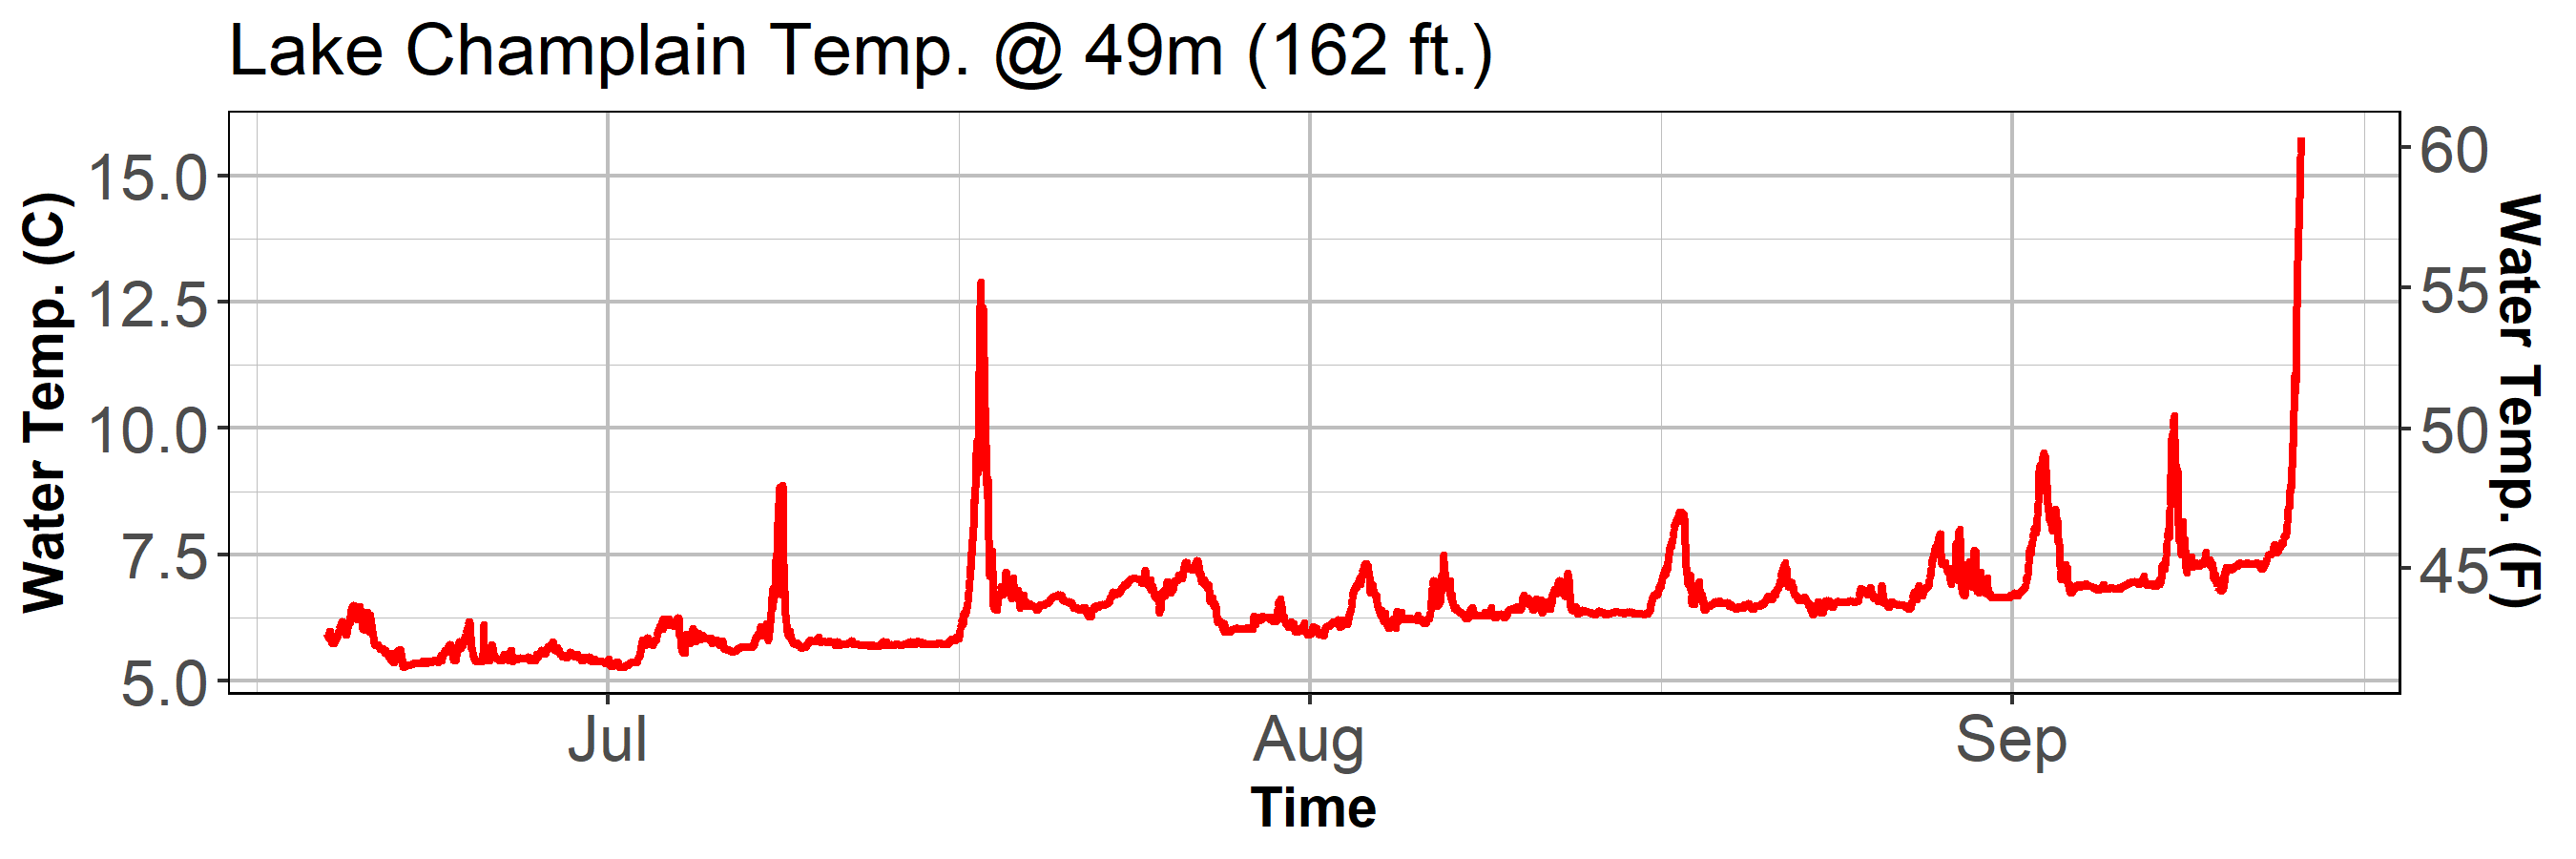 Lake Champlain Temp. @ 49m (162 ft.)
Water Temp. (C)
15.0
12.5
10.0
7.5
5.0
60
55
50
45
Water Temp. (F)
Jul Aug Sep
Time